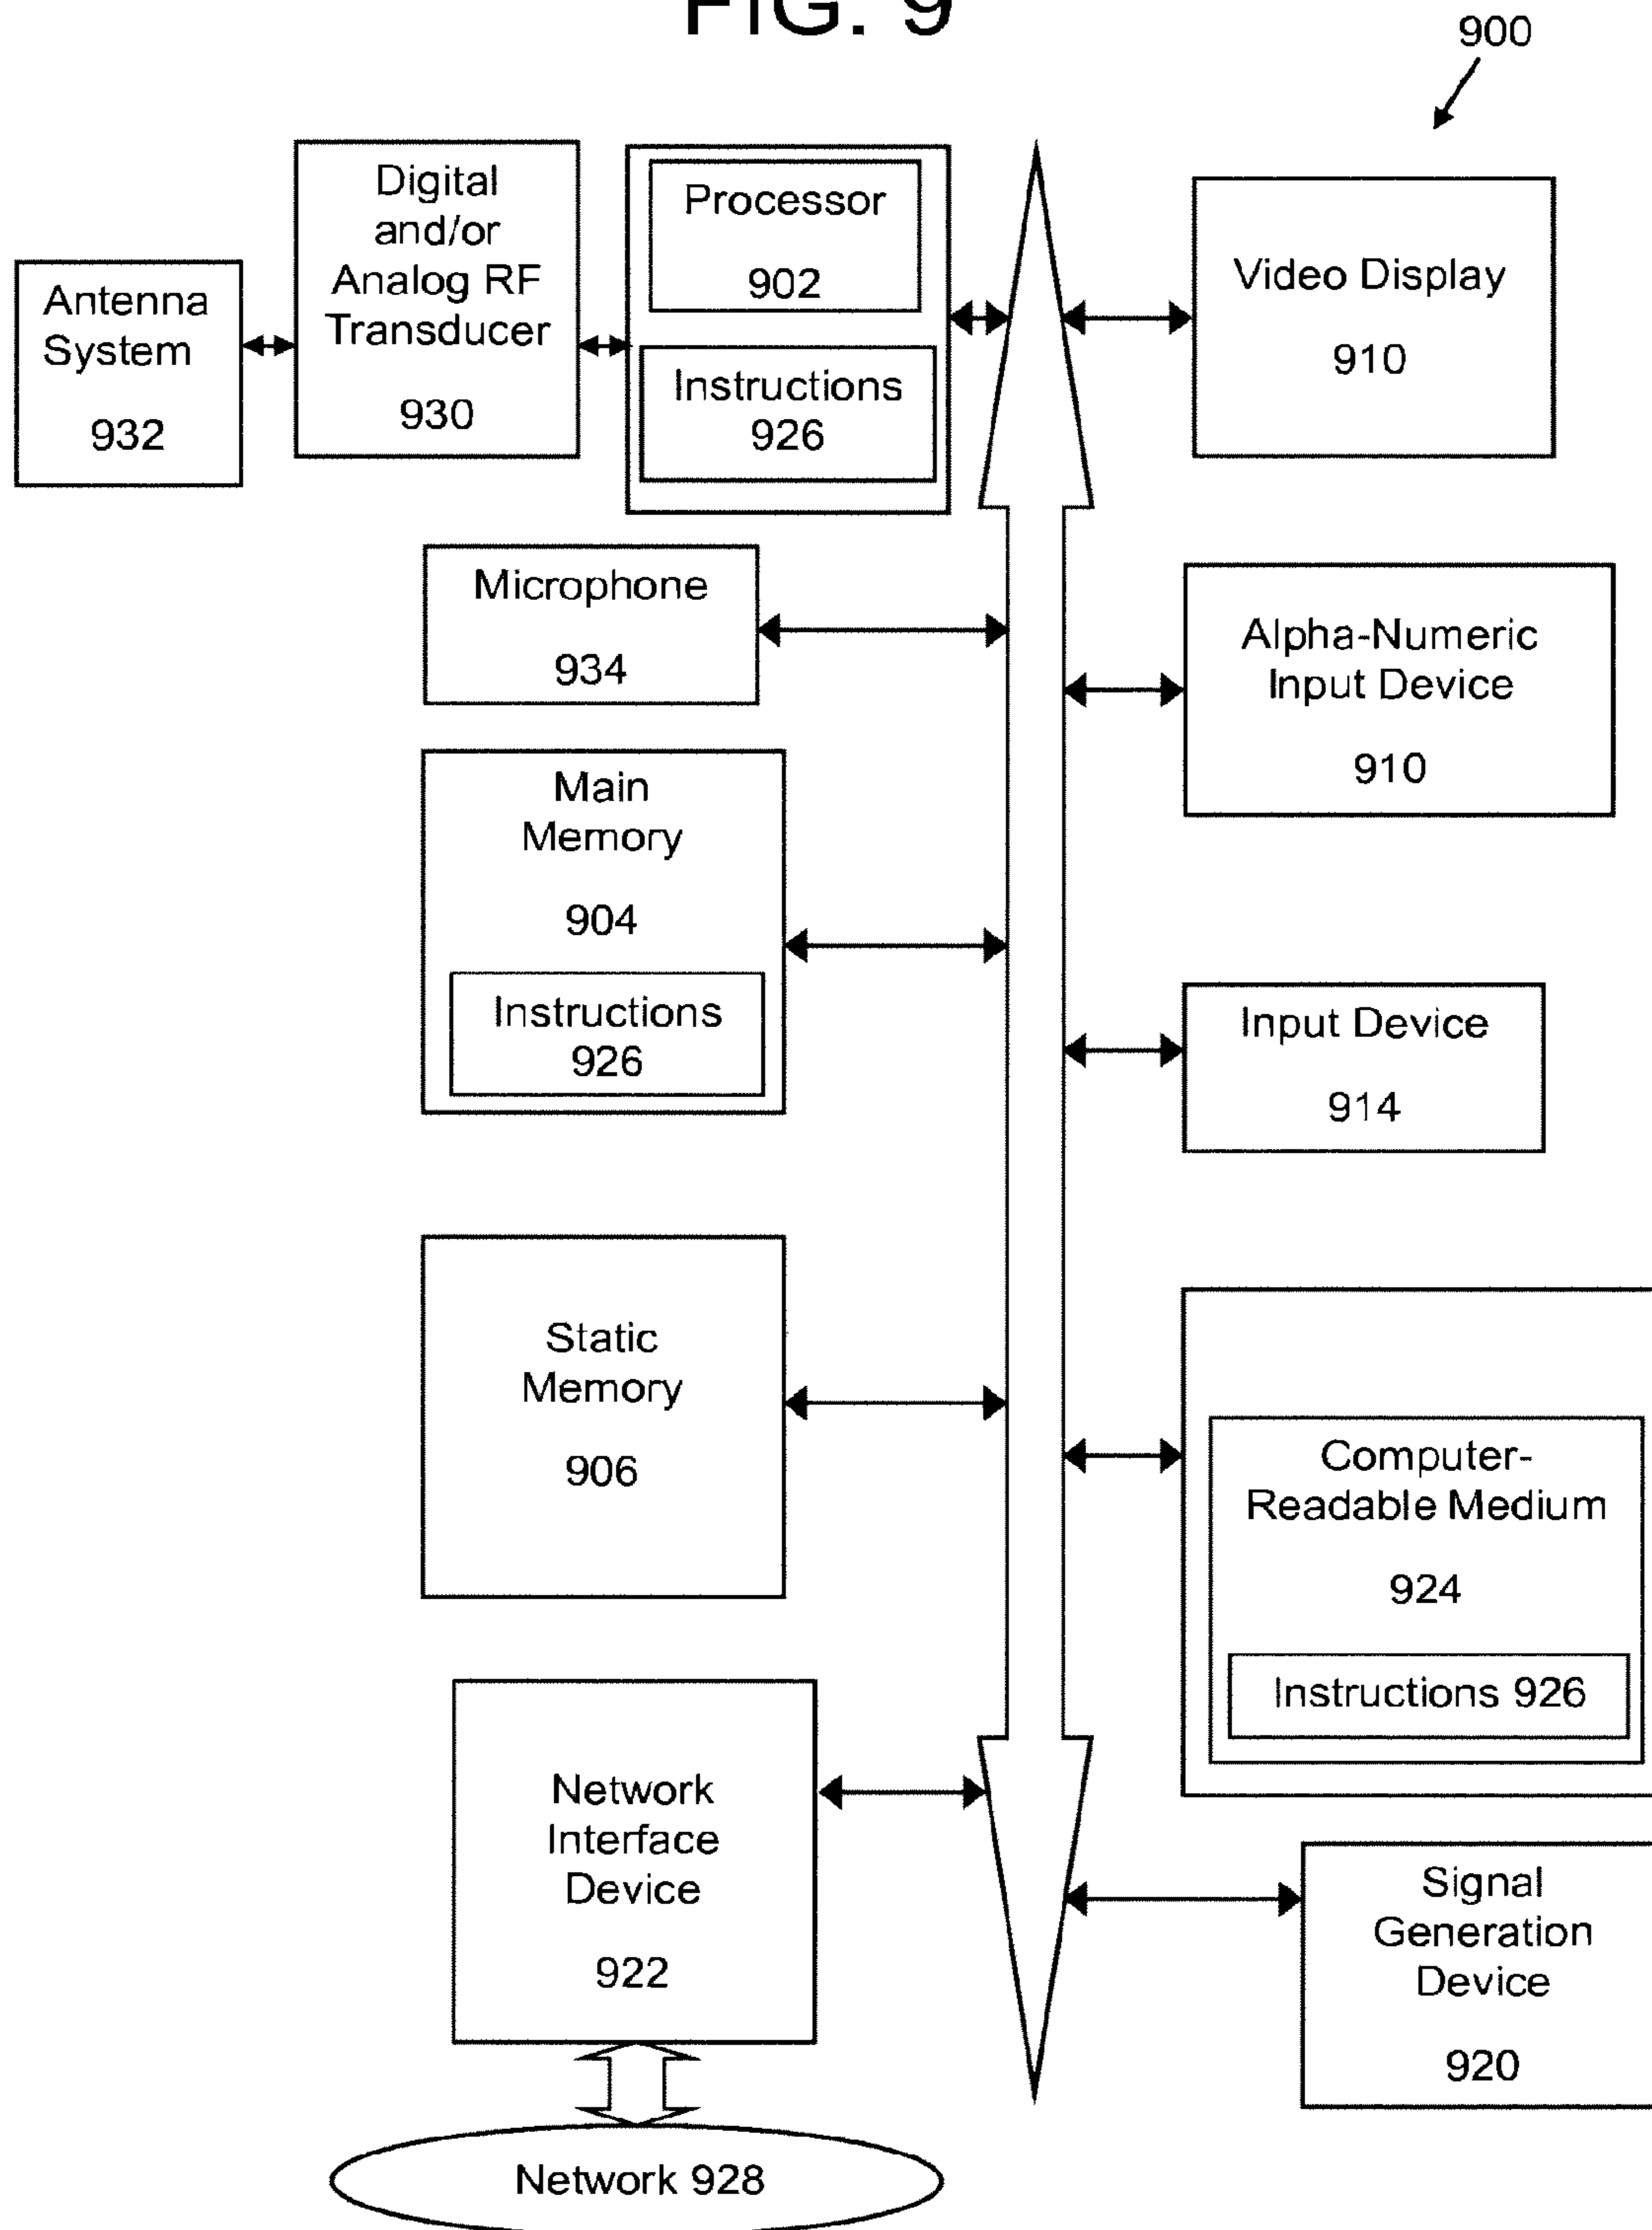 FIG. 9
900
Digital
and/or
Analog RF
Transducer
930
Antenna
System
932
Processor
902
Instructions
926
Video Display
910
Microphone
934
Alpha-Numeric
Input Device
910
Main
Memory
904
Instructions
926
Input Device
914
Static
Memory
906
Computer-
Readable Medium
924
Instructions 926
Network
Interface
Device
922
Signal
Generation
Device
920
Network 928